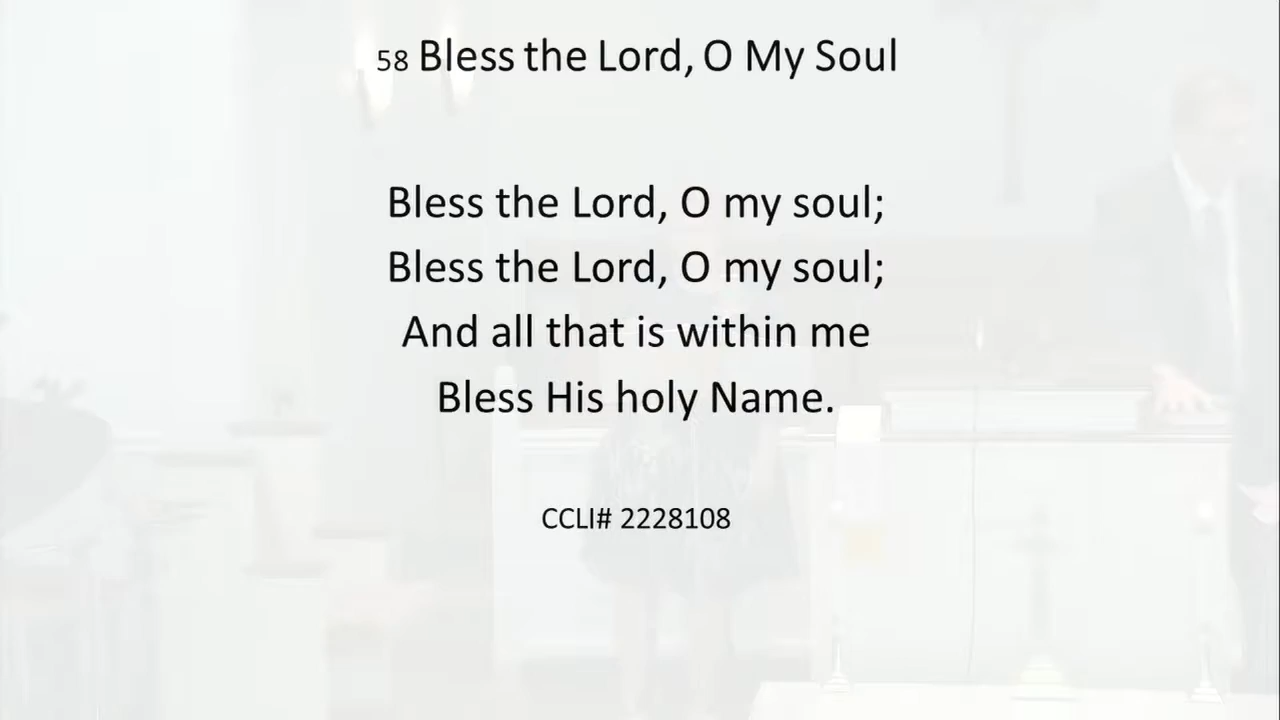 58 Bless the Lord, O My Soul
Bless the Lord, O my soul;
Bless the Lord, O my soul;
And all that is within me
Bless His holy Name.
CCLI# 2228108